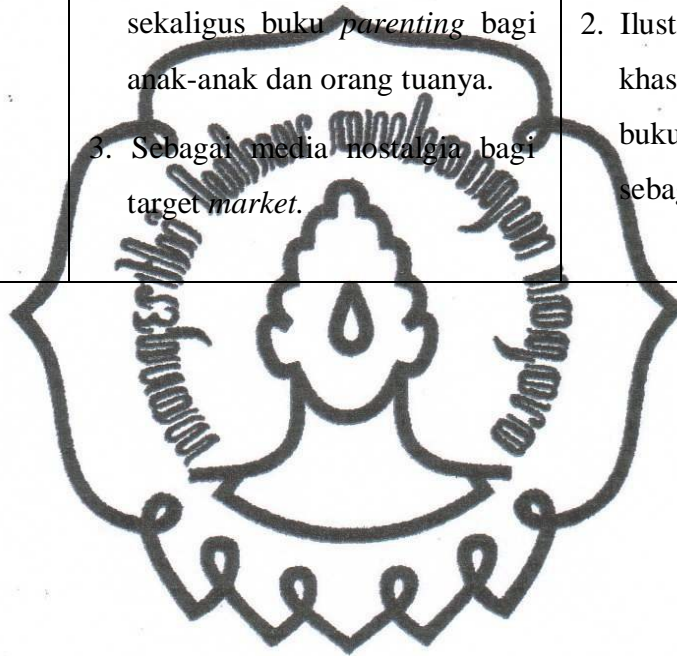 sekaligus buku parenting bagi
anak-anak dan orang tuanya.
3. Sebagai media nostalgia bagi
target market.
2. Ilust
khas
buku
sebag